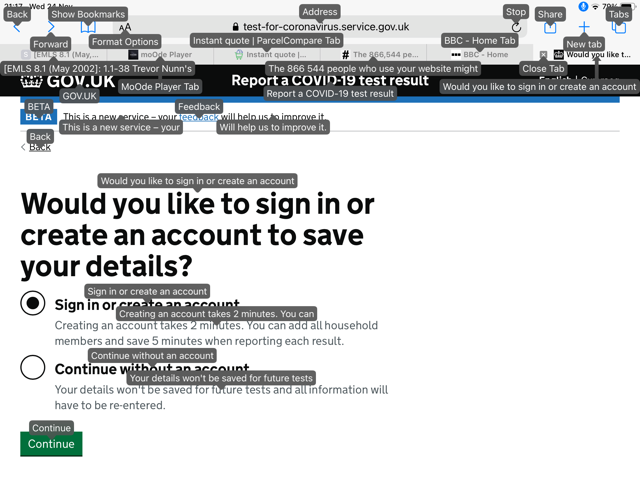 21:17 Wed 24 Nov
79%
Back
Show Bookmarks
Address
Stop
Share
Tabs
AA
test-for-coronavirus.service.gov.uk
Forward
Format Options
Instant quote | ParcelCompare Tab
BBC - Home Tab
New tab
[EMLS 8.1 (May,...
moOde Player
Instant quote |...
# The 866,544 pe...
BBC - Home
Would you like t...
[EMLS 8.1 (May 2002): 1.1-38 Trevor Nunn's
The 866 544 people who use your website might
Close Tab
GOV.UK
Report a COVID-19 test result
English
MoOde Player Tab
Would you like to sign in or create an account
GOV.UK
Report a COVID-19 test result
BETA
Feedback
BETA
This is a new service – your feedback will help us to improve it.
This is a new service – your
Will help us to improve it.
Back
Back
Would you like to sign in or create an account
Would you like to sign in or
create an account to save
your details?
Sign in or create an account
Sign in or create an account
Creating an account takes 2 minutes. You can
Creating an account takes 2 minutes. You can add all household
members and save 5 minutes when reporting each result.
Continue without an account
Continue without an account
Your details won't be saved for future tests
Your details won't be saved for future tests and all information will
have to be re-entered.
Continue
Continue